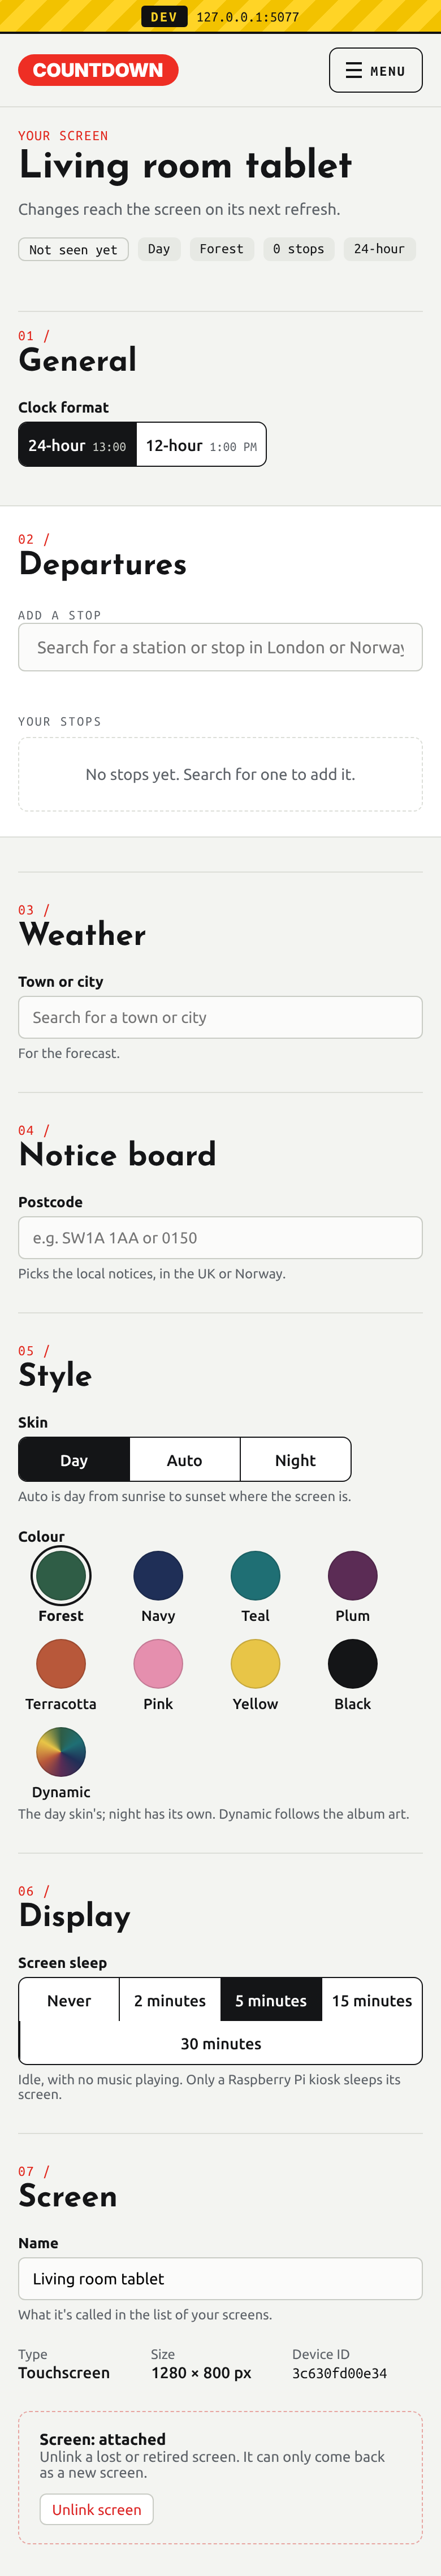 DEV 127.0.0.1:5077
COUNTDOWN
MENU
YOUR SCREEN
Living room tablet
Changes reach the screen on its next refresh.
Not seen yet Day Forest 0 stops 24-hour
01 /
General
Clock format
24-hour 13:00 12-hour 1:00 PM
02 /
Departures
ADD A STOP
Search for a station or stop in London or Norway
YOUR STOPS
No stops yet. Search for one to add it.
03 /
Weather
Town or city
Search for a town or city
For the forecast.
04 /
Notice board
Postcode
e.g. SW1A 1AA or 0150
Picks the local notices, in the UK or Norway.
05 /
Style
Skin
Day Auto Night
Auto is day from sunrise to sunset where the screen is.
Colour
Forest Navy Teal Plum
Terracotta Pink Yellow Black
Dynamic
The day skin's; night has its own. Dynamic follows the album art.
06 /
Display
Screen sleep
Never 2 minutes 5 minutes 15 minutes
30 minutes
Idle, with no music playing. Only a Raspberry Pi kiosk sleeps its
screen.
07 /
Screen
Name
Living room tablet
What it's called in the list of your screens.
Type Size Device ID
Touchscreen 1280 × 800 px 3c630fd00e34
Screen: attached
Unlink a lost or retired screen. It can only come back
as a new screen.
Unlink screen